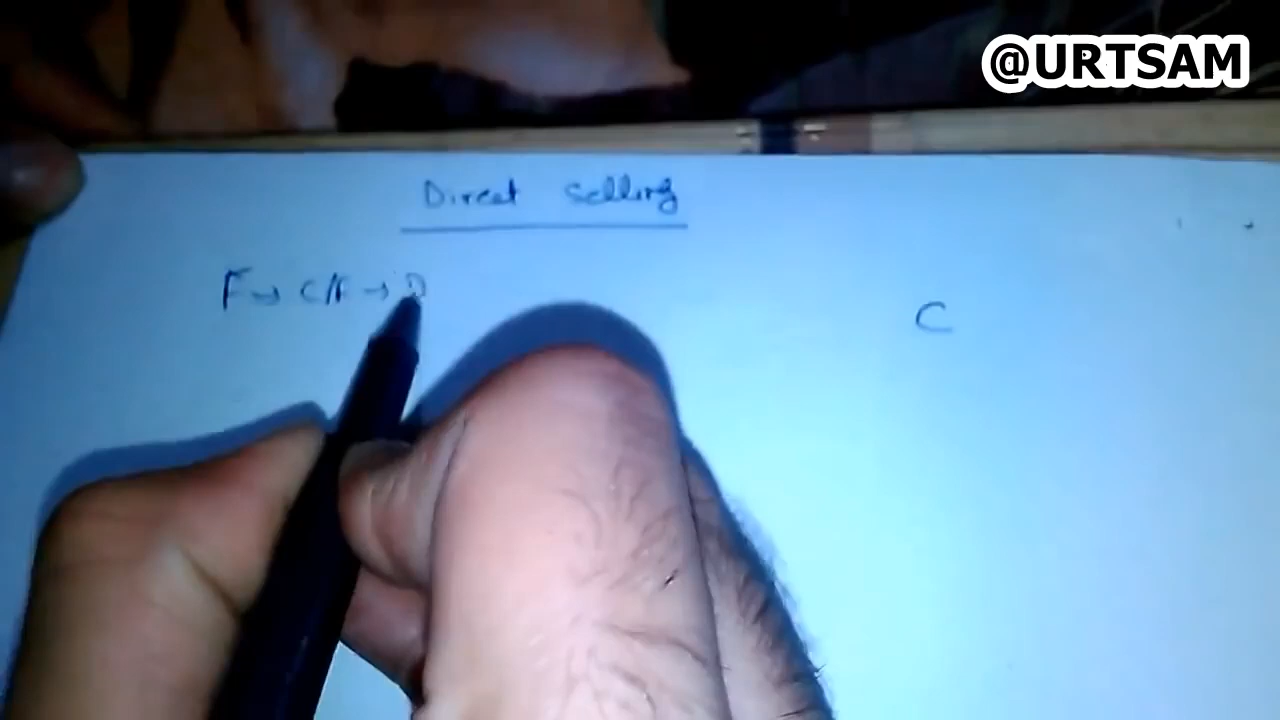 @URTSAM
Direct Selling
F → C/F → D
C